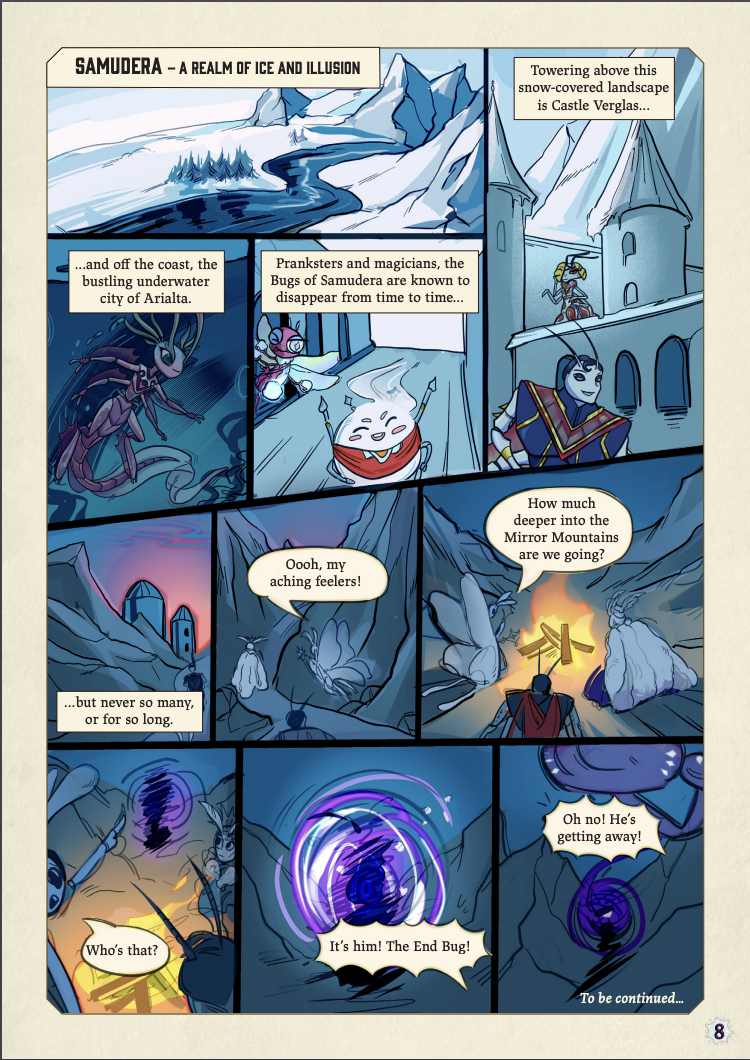 SAMUDERA – A REALM OF ICE AND ILLUSION
Towering above this
snow-covered landscape
is Castle Verglas...
...and off the coast, the
bustling underwater
city of Arialta.
Pranksters and magicians, the
Bugs of Samudera are known to
disappear from time to time...
...but never so many,
or for so long.
Oooh, my
aching feelers!
How much
deeper into the
Mirror Mountains
are we going?
Who's that?
It's him! The End Bug!
Oh no! He's
getting away!
To be continued...
8